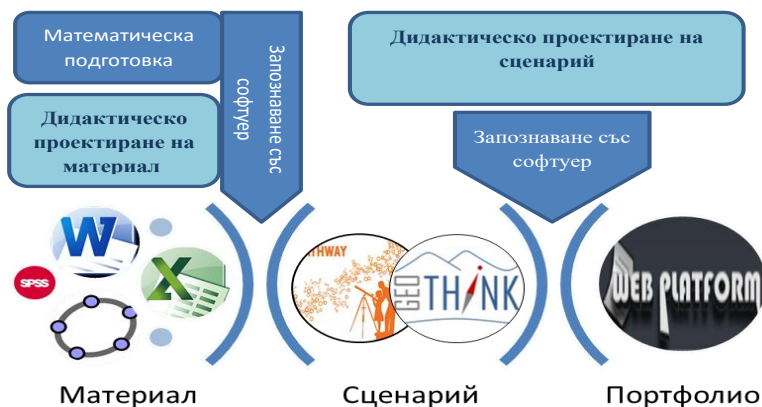 Математическа
подготовка
Дидактическо
проектиране на
материал
Запознаване със
софтуер
Дидактическо проектиране на
сценарий
Запознаване със
софтуер
W
X
SPSS
THWAY
GEO
THINK
WEB PLATFORM
Материал
Сценарий
Портфолио